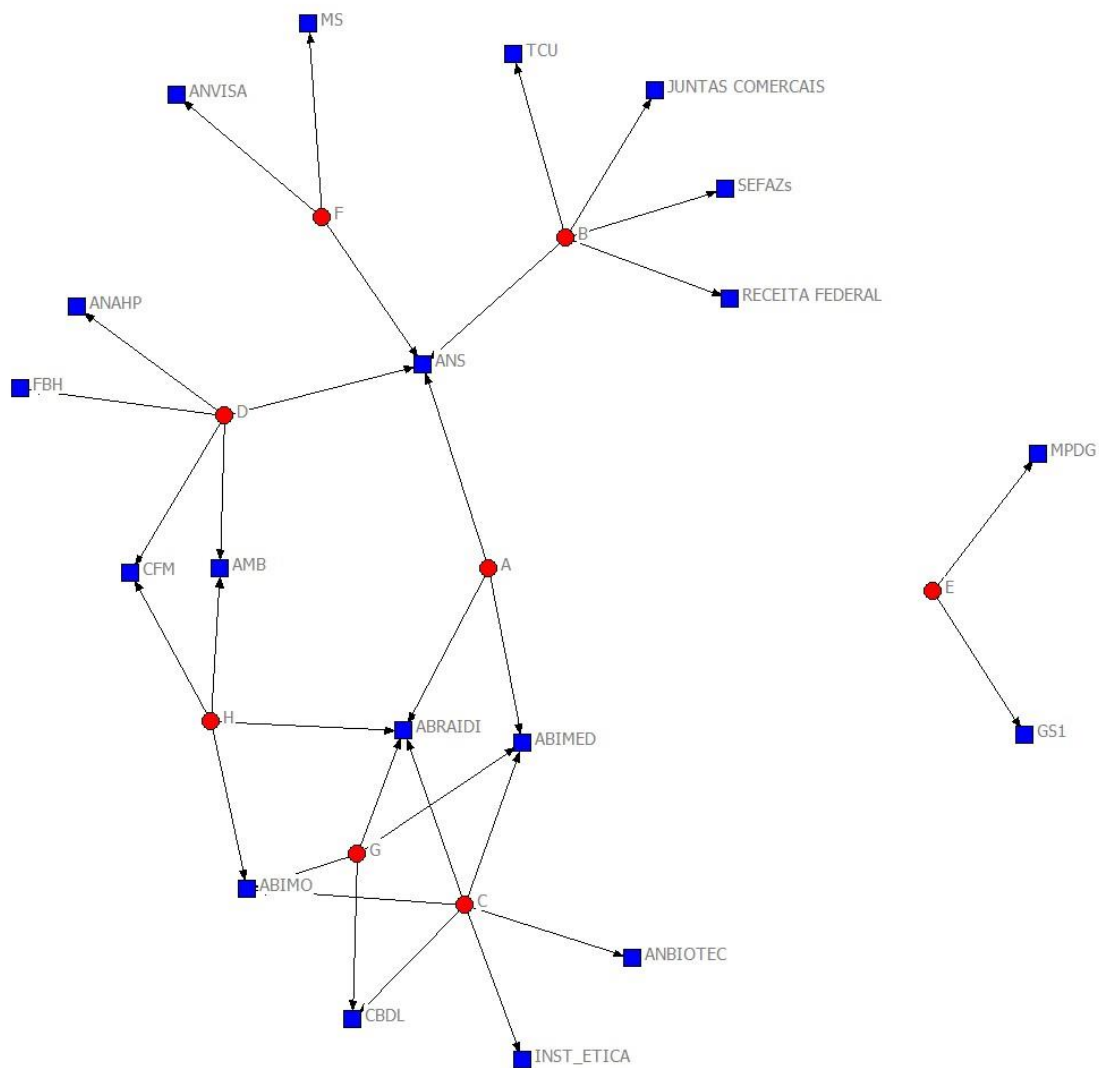 MS
TCU
ANVISA
JUNTAS COMERCAIS
SEFAZs
F
B
RECEITA FEDERAL
ANAHP
ANS
FBH
D
MPDG
CFM
AMB
A
E
H
ABRAIDI
ABIMED
GS1
G
ABIMO
C
ANBIOTEC
CBDL
INST_ETICA